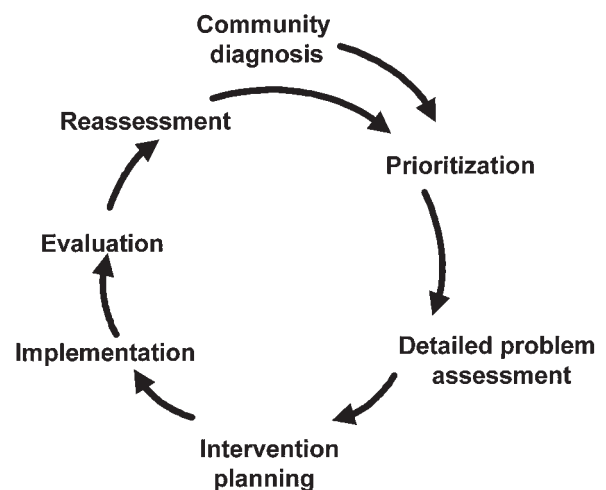 Community
diagnosis
Prioritization
Detailed problem
assessment
Intervention
planning
Implementation
Evaluation
Reassessment